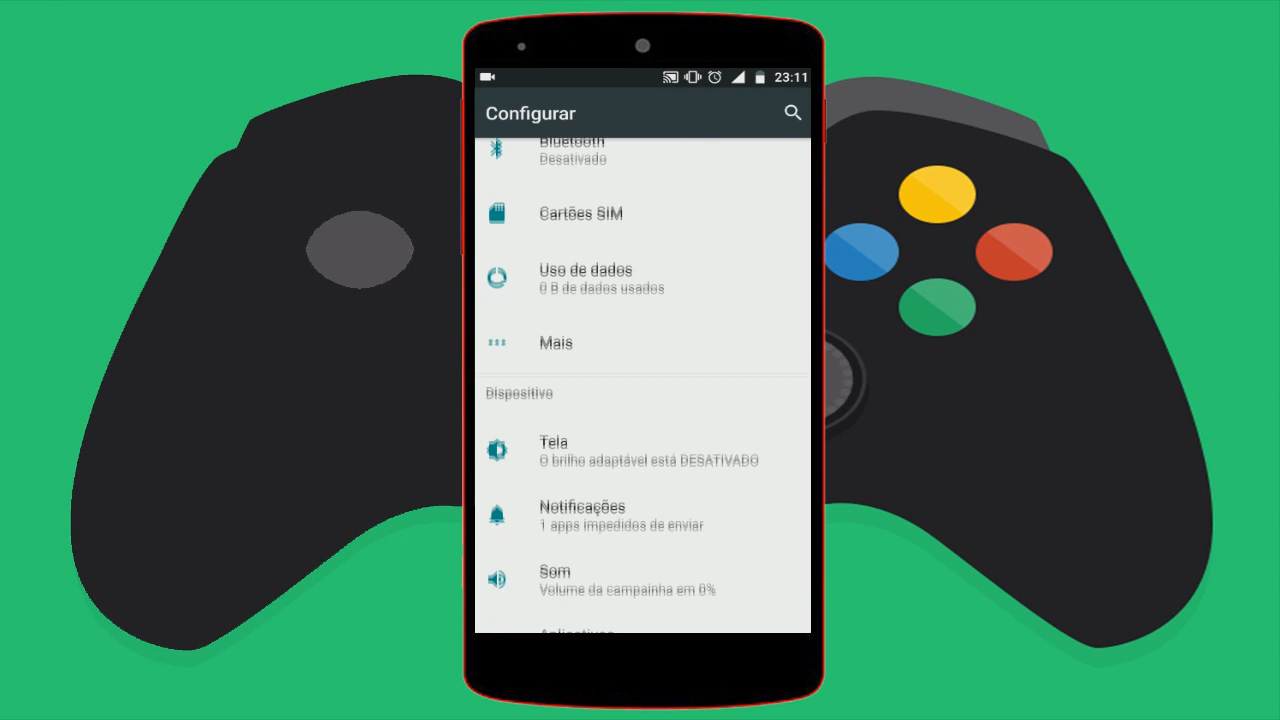 23:11
Configurar
Bluetooth
Desativado
Cartões SIM
Uso de dados
0 B de dados usados
Mais
Dispositivo
Tela
O brilho adaptável está DESATIVADO
Notificações
1 apps impedidos de enviar
Som
Volume da campainha em 0%
Aplicativos